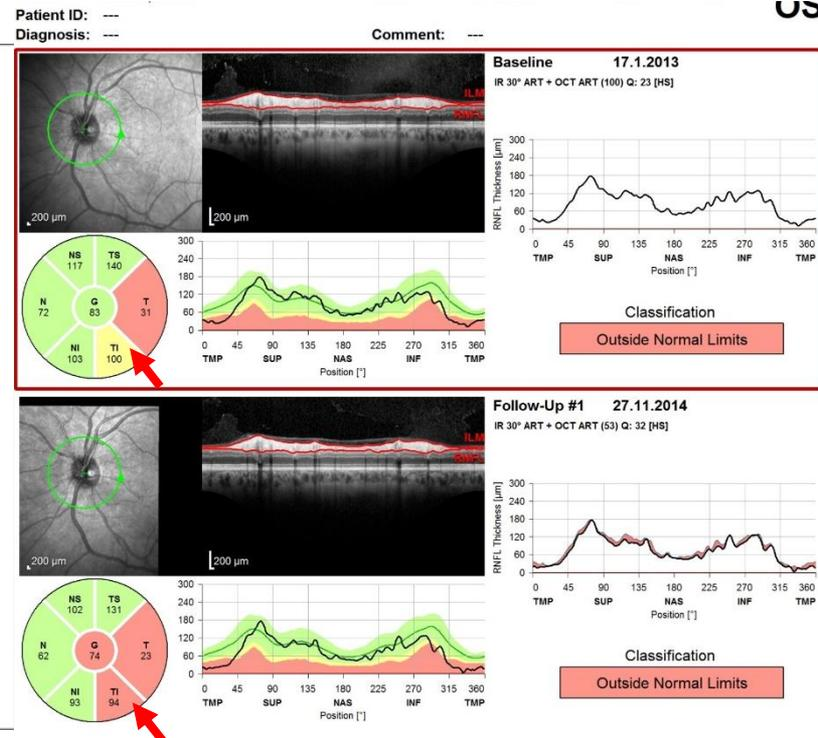 OS
Patient ID: ---
Diagnosis: --- Comment: ---
Baseline 17.1.2013
IR 30° ART + OCT ART (100) Q: 23 [HS]
ILM
RNFL
200 µm
200 µm
RNFL Thickness [µm]
300
240
180
120
60
0
0 45 90 135 180 225 270 315 360
TMP SUP NAS INF TMP
Position [°]
NS 117
TS 140
N 72
G 83
T 31
NI 103
TI 100
300
240
180
120
60
0
0 45 90 135 180 225 270 315 360
TMP SUP NAS INF TMP
Position [°]
Classification
Outside Normal Limits
Follow-Up #1 27.11.2014
IR 30° ART + OCT ART (53) Q: 32 [HS]
ILM
RNFL
200 µm
200 µm
RNFL Thickness [µm]
300
240
180
120
60
0
0 45 90 135 180 225 270 315 360
TMP SUP NAS INF TMP
Position [°]
NS 102
TS 131
N 62
G 74
T 23
NI 93
TI 94
300
240
180
120
60
0
0 45 90 135 180 225 270 315 360
TMP SUP NAS INF TMP
Position [°]
Classification
Outside Normal Limits